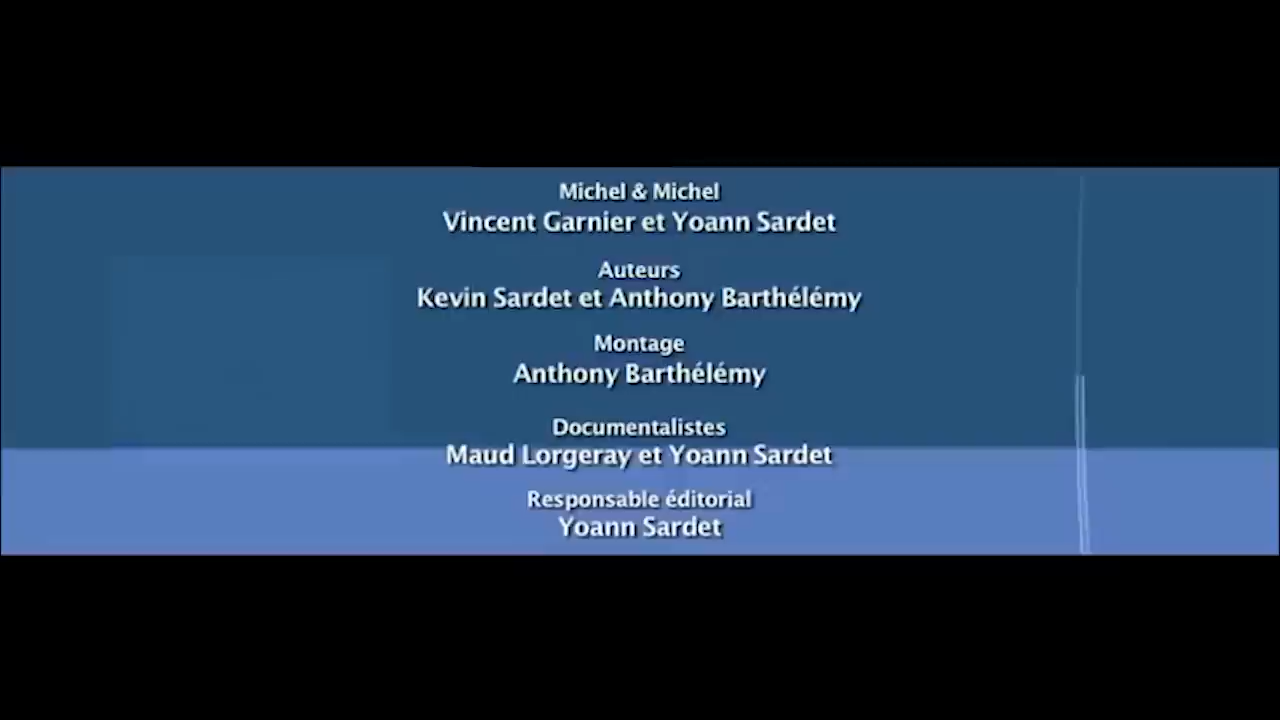 Michel & Michel
Vincent Garnier et Yoann Sardet
Auteurs
Kevin Sardet et Anthony Barthélémy
Montage
Anthony Barthélémy
Documentalistes
Maud Lorgeray et Yoann Sardet
Responsable éditorial
Yoann Sardet